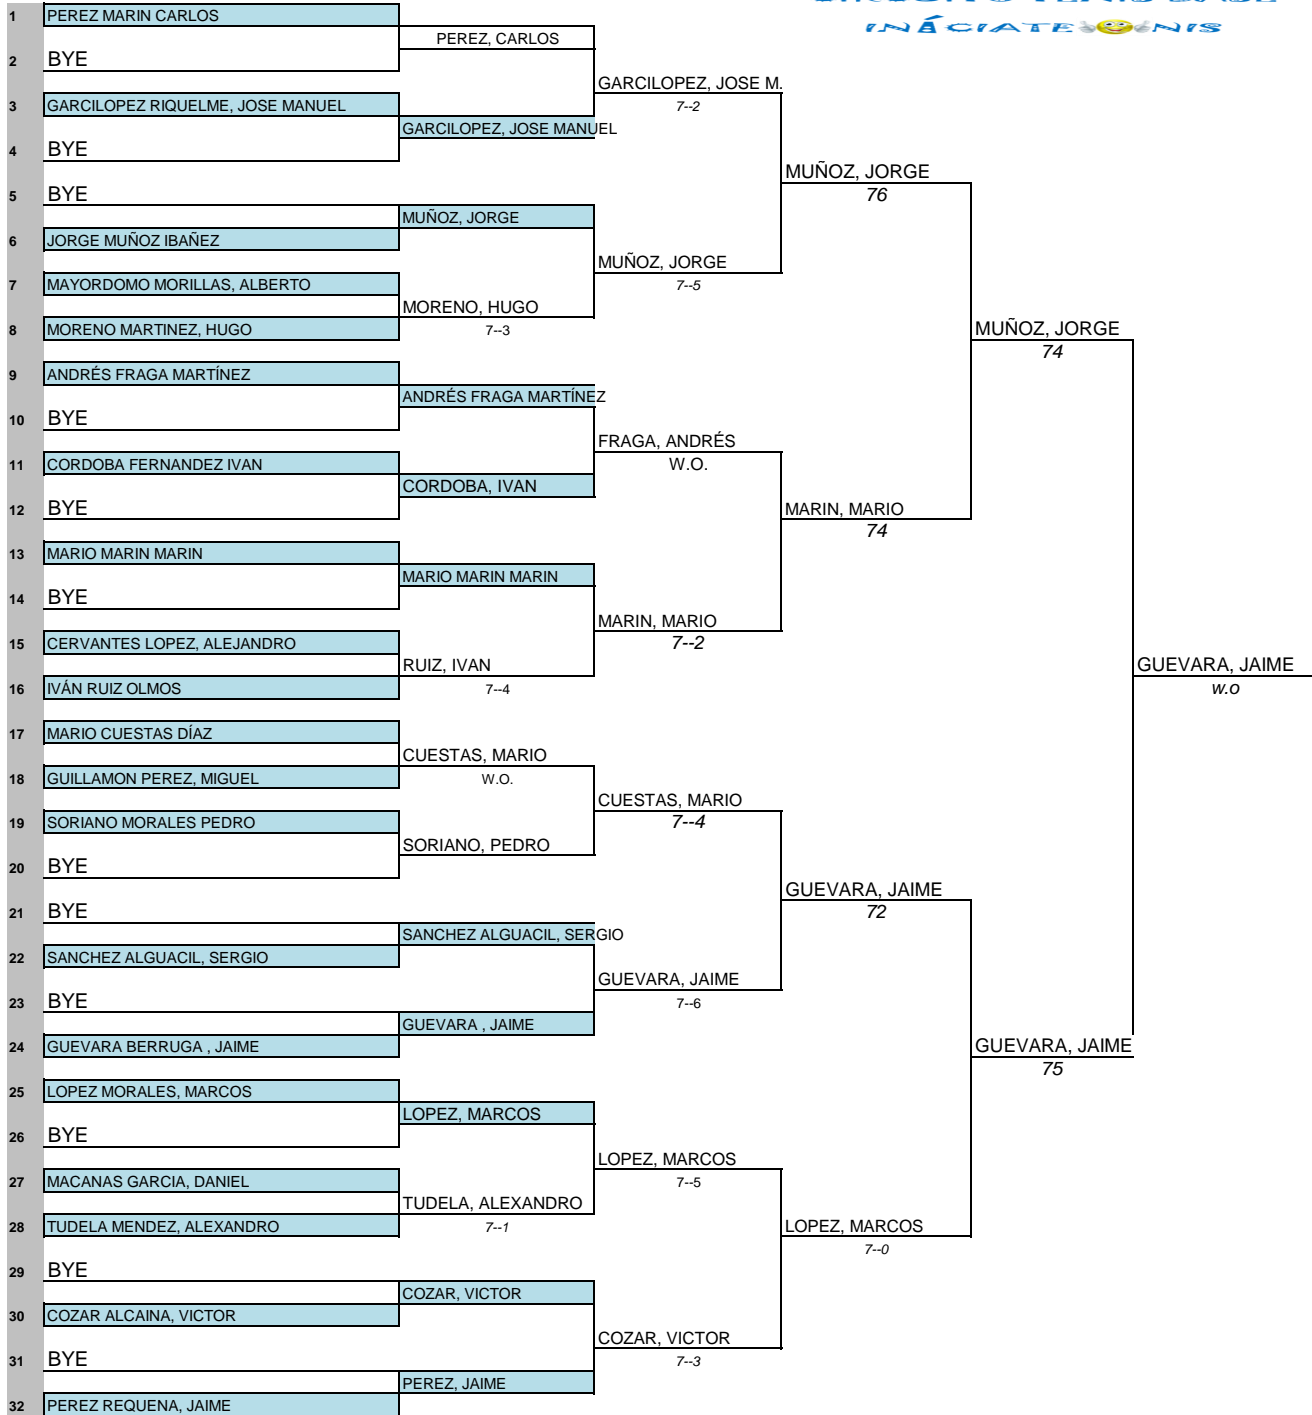 1 PEREZ MARIN CARLOS
PEREZ, CARLOS
2 BYE
GARCILOPEZ, JOSE M.
7--2
3 GARCILOPEZ RIQUELME, JOSE MANUEL
GARCILOPEZ, JOSE MANUEL
4 BYE
MUÑOZ, JORGE
76
5 BYE
MUÑOZ, JORGE
6 JORGE MUÑOZ IBAÑEZ
MUÑOZ, JORGE
7--5
7 MAYORDOMO MORILLAS, ALBERTO
MORENO, HUGO
7--3
8 MORENO MARTINEZ, HUGO
MUÑOZ, JORGE
74
9 ANDRÉS FRAGA MARTÍNEZ
ANDRÉS FRAGA MARTÍNEZ
10 BYE
FRAGA, ANDRÉS
W.O.
11 CORDOBA FERNANDEZ IVAN
CORDOBA, IVAN
12 BYE
MARIN, MARIO
74
13 MARIO MARIN MARIN
MARIO MARIN MARIN
14 BYE
MARIN, MARIO
7--2
15 CERVANTES LOPEZ, ALEJANDRO
RUIZ, IVAN
7--4
16 IVÁN RUIZ OLMOS
GUEVARA, JAIME
w.o
17 MARIO CUESTAS DÍAZ
CUESTAS, MARIO
W.O.
18 GUILLAMON PEREZ, MIGUEL
CUESTAS, MARIO
7--4
19 SORIANO MORALES PEDRO
SORIANO, PEDRO
20 BYE
GUEVARA, JAIME
72
21 BYE
SANCHEZ ALGUACIL, SERGIO
22 SANCHEZ ALGUACIL, SERGIO
GUEVARA, JAIME
7--6
23 BYE
GUEVARA , JAIME
24 GUEVARA BERRUGA , JAIME
GUEVARA, JAIME
75
25 LOPEZ MORALES, MARCOS
LOPEZ, MARCOS
26 BYE
LOPEZ, MARCOS
7--5
27 MACANAS GARCIA, DANIEL
TUDELA, ALEXANDRO
7--1
28 TUDELA MENDEZ, ALEXANDRO
LOPEZ, MARCOS
7--0
29 BYE
COZAR, VICTOR
30 COZAR ALCAINA, VICTOR
COZAR, VICTOR
7--3
31 BYE
PEREZ, JAIME
32 PEREZ REQUENA, JAIME